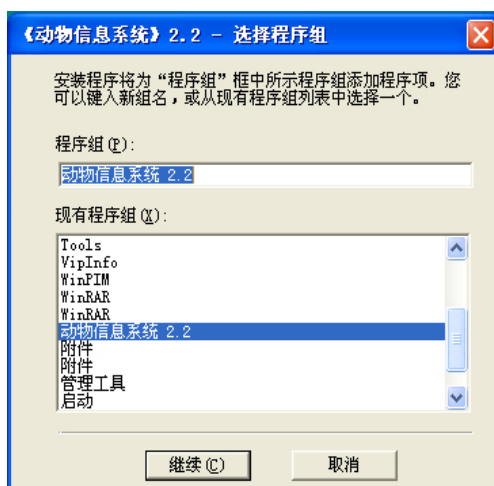 《动物信息系统》2.2 - 选择程序组
安装程序将为“程序组”框中所示程序组添加程序项。您
可以键入新组名,或从现有程序组列表中选择一个。
程序组(P):
动物信息系统 2.2
现有程序组(X):
Tools
VipInfo
WinPIM
WinRAR
WinRAR
动物信息系统 2.2
附件
附件
管理工具
启动
继续(C)
取消